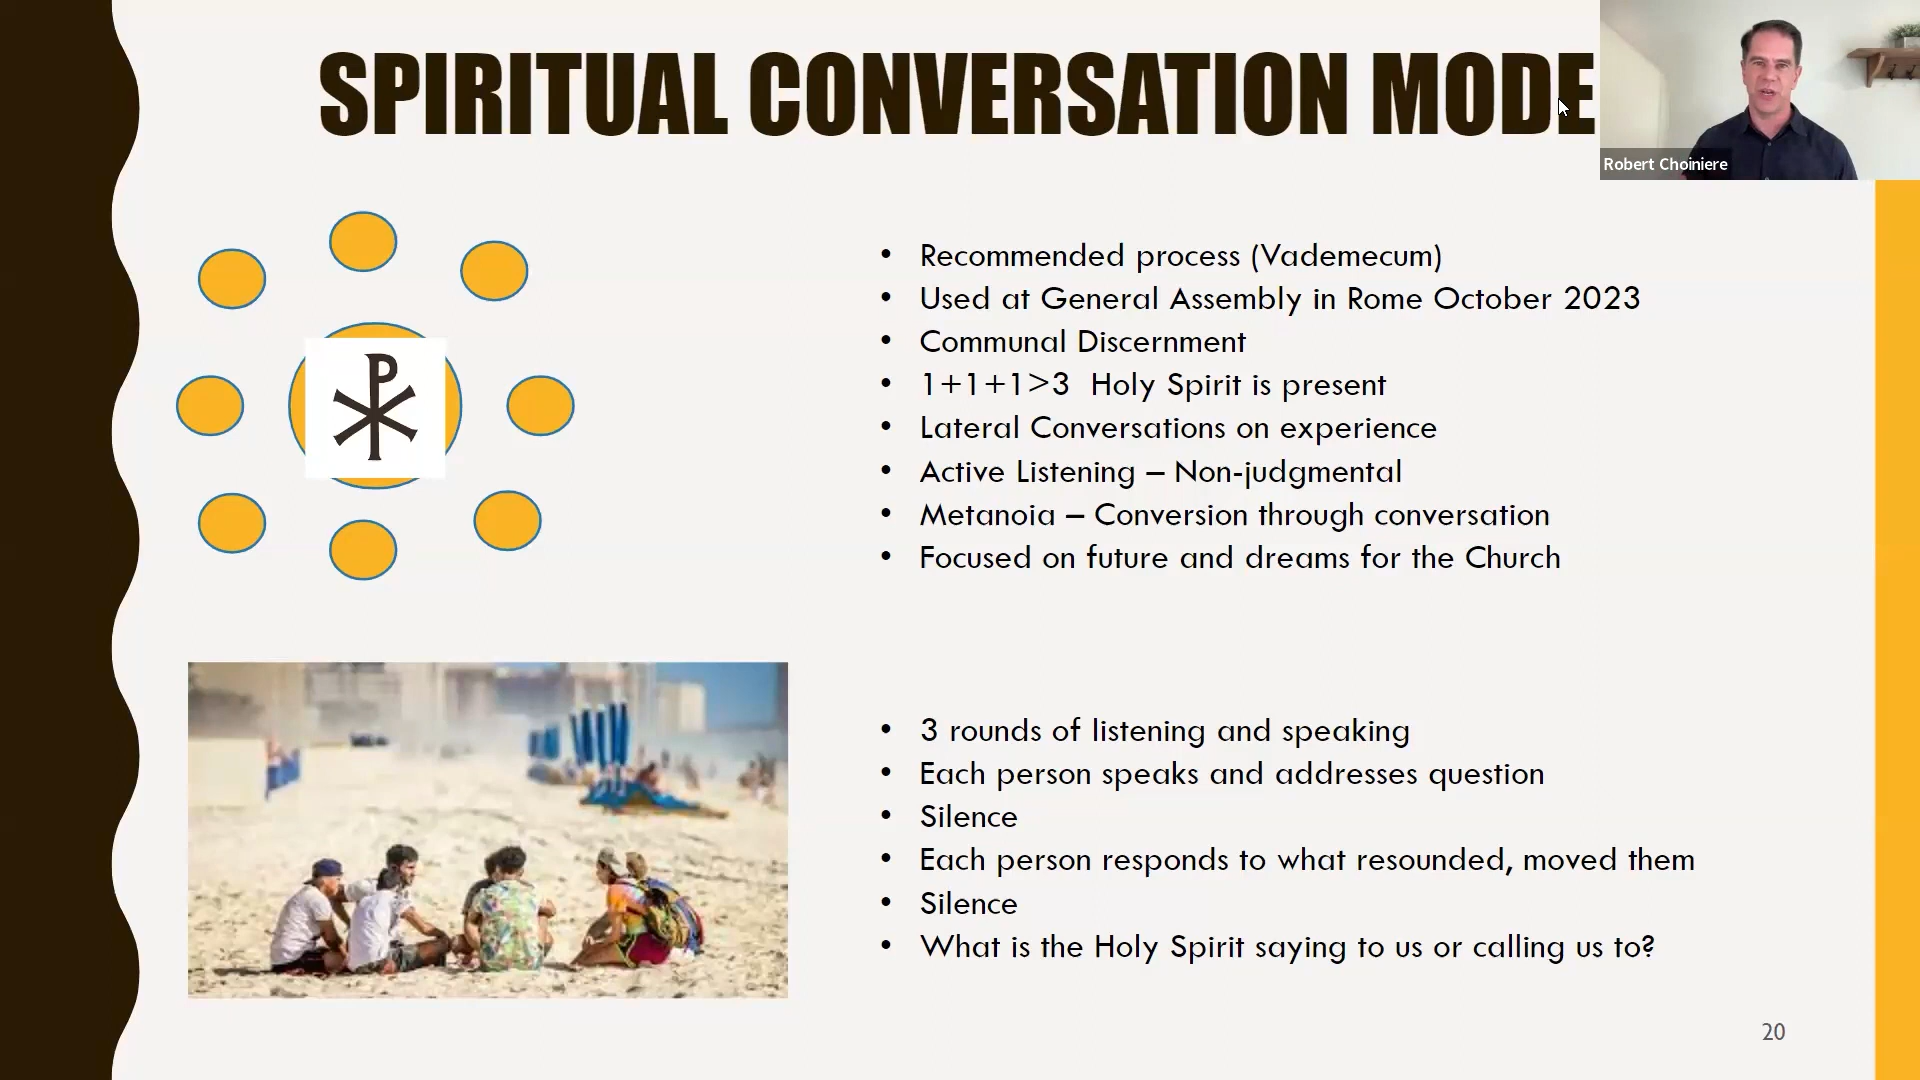 SPIRITUAL CONVERSATION MODE
Robert Choiniere
• Recommended process (Vademecum)
• Used at General Assembly in Rome October 2023
• Communal Discernment
• 1+1+1>3  Holy Spirit is present
• Lateral Conversations on experience
• Active Listening – Non-judgmental
• Metanoia – Conversion through conversation
• Focused on future and dreams for the Church
• 3 rounds of listening and speaking
• Each person speaks and addresses question
• Silence
• Each person responds to what resounded, moved them
• Silence
• What is the Holy Spirit saying to us or calling us to?
20